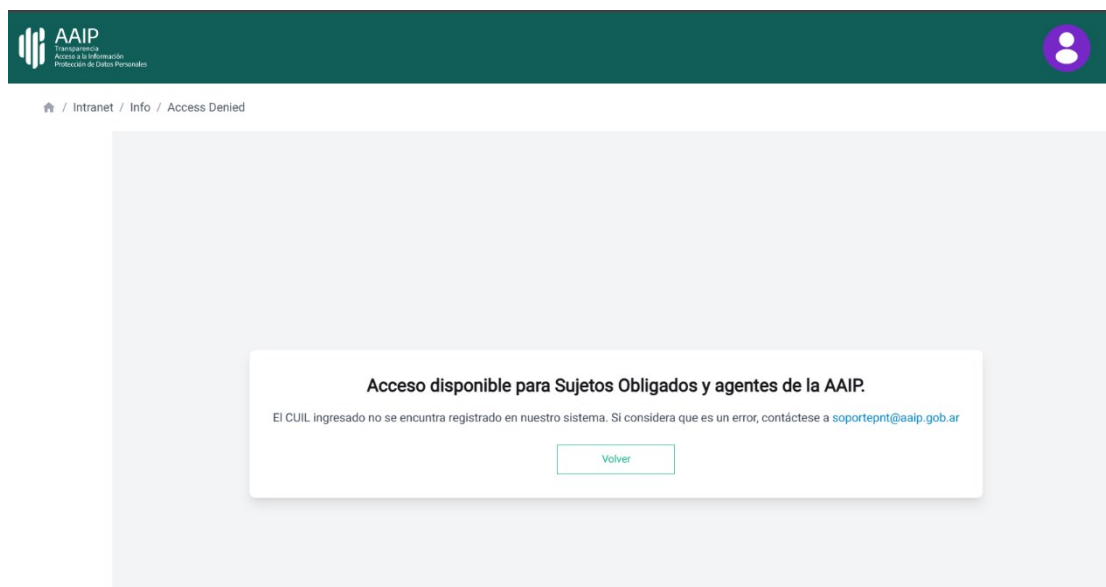 AAIP
Transparencia
Acceso a la Información
Protección de Datos Personales
/ Intranet / Info / Access Denied
Acceso disponible para Sujetos Obligados y agentes de la AAIP.
El CUIL ingresado no se encuntra registrado en nuestro sistema. Si considera que es un error, contáctese a soportepnt@aaip.gob.ar
Volver